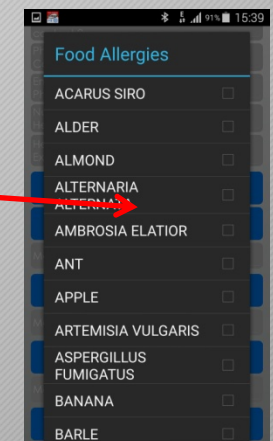 91% 15:39
Food Allergies
ACARUS SIRO
ALDER
ALMOND
ALTERNARIA
ALTERNATA
AMBROSIA ELATIOR
ANT
APPLE
ARTEMISIA VULGARIS
ASPERGILLUS
FUMIGATUS
BANANA
BARLE